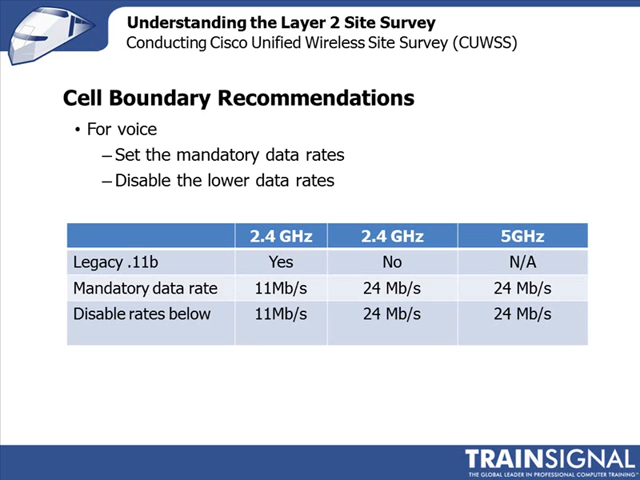 Understanding the Layer 2 Site Survey
Conducting Cisco Unified Wireless Site Survey (CUWSS)
Cell Boundary Recommendations
• For voice
– Set the mandatory data rates
– Disable the lower data rates
2.4 GHz 2.4 GHz 5GHz
Legacy .11b Yes No N/A
Mandatory data rate 11Mb/s 24 Mb/s 24 Mb/s
Disable rates below 11Mb/s 24 Mb/s 24 Mb/s
TRAINSIGNAL
THE GLOBAL LEADER IN PROFESSIONAL COMPUTER TRAINING™